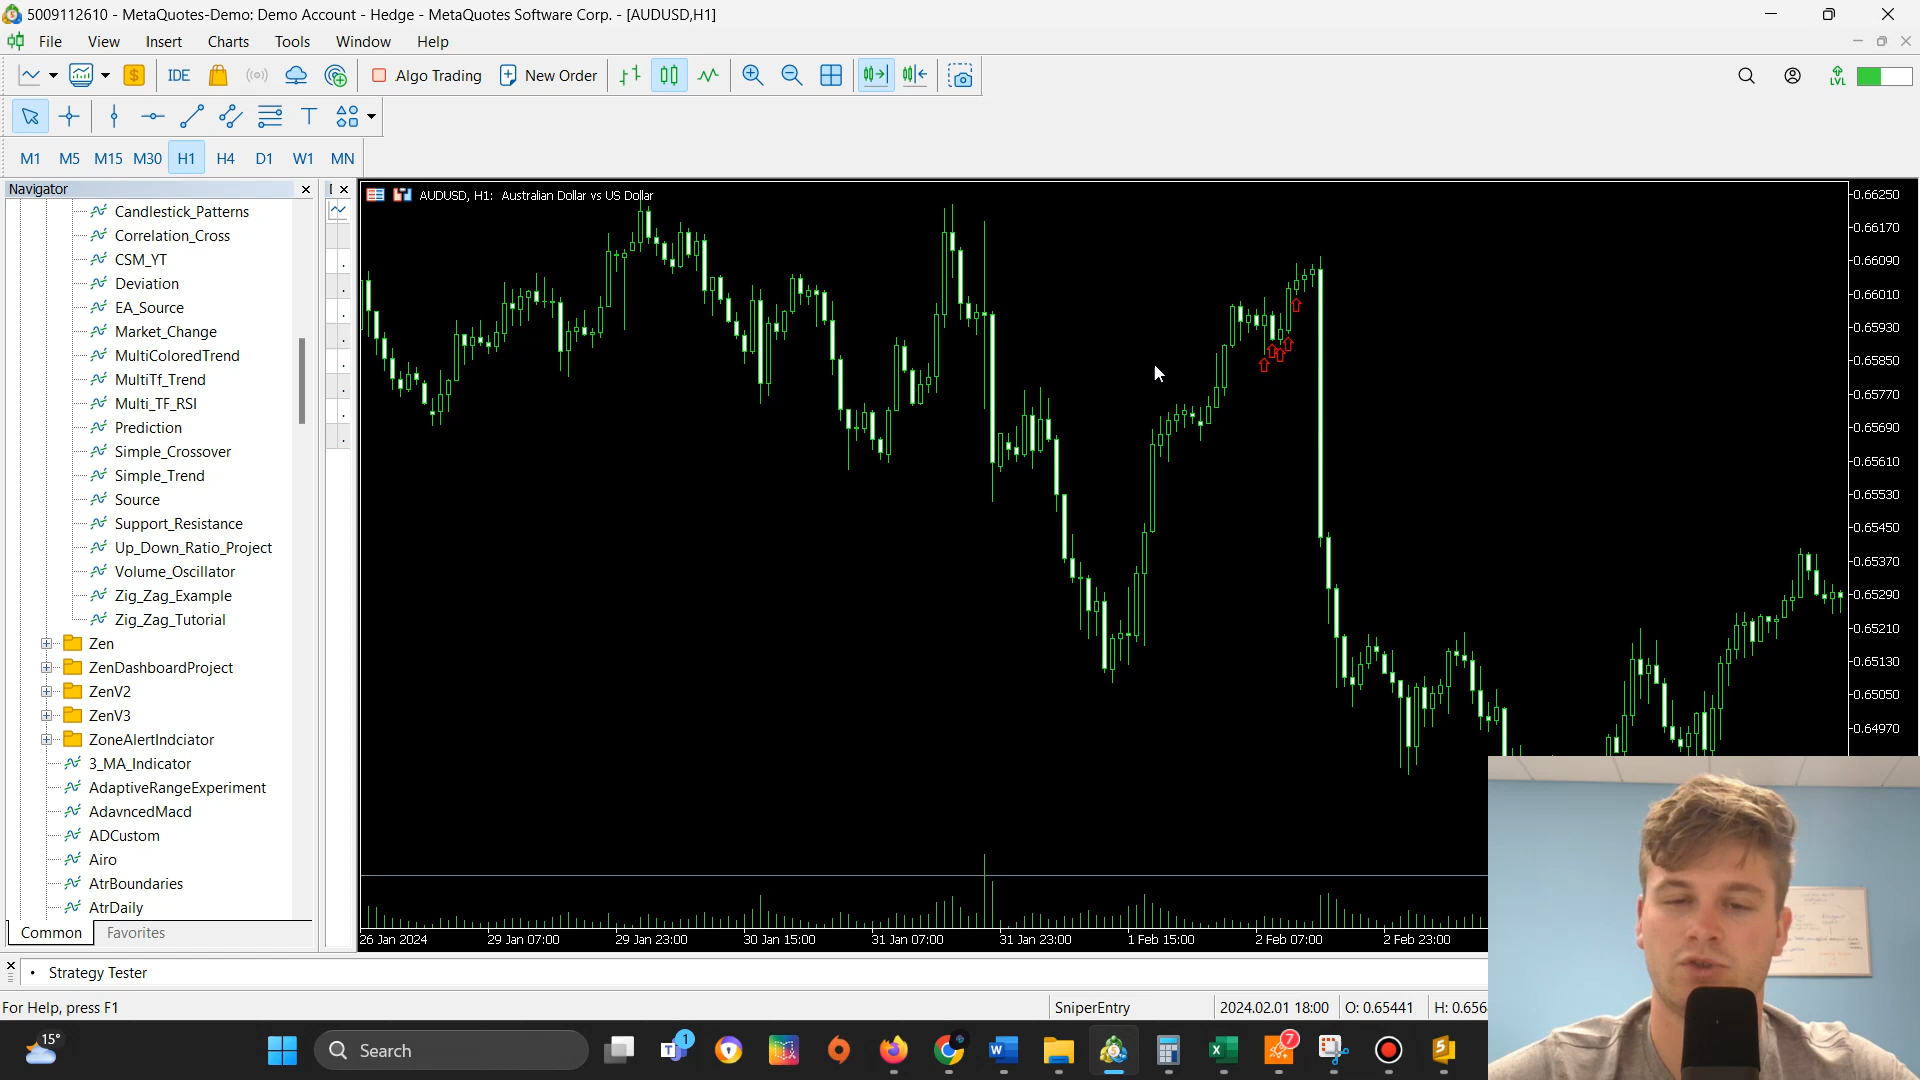 5009112610 - MetaQuotes-Demo: Demo Account - Hedge - MetaQuotes Software Corp. - [AUDUSD,H1]
File View Insert Charts Tools Window Help
IDE Algo Trading New Order LVL
T
M1 M5 M15 M30 H1 H4 D1 W1 MN
Navigator
Candlestick_Patterns
Correlation_Cross
CSM_YT
Deviation
EA_Source
Market_Change
MultiColoredTrend
MultiTf_Trend
Multi_TF_RSI
Prediction
Simple_Crossover
Simple_Trend
Source
Support_Resistance
Up_Down_Ratio_Project
Volume_Oscillator
Zig_Zag_Example
Zig_Zag_Tutorial
Zen
ZenDashboardProject
ZenV2
ZenV3
ZoneAlertIndciator
3_MA_Indicator
AdaptiveRangeExperiment
AdavncedMacd
ADCustom
Airo
AtrBoundaries
AtrDaily
Common Favorites
AUDUSD, H1: Australian Dollar vs US Dollar
0.66250
0.66170
0.66090
0.66010
0.65930
0.65850
0.65770
0.65690
0.65610
0.65530
0.65450
0.65370
0.65290
0.65210
0.65130
0.65050
0.64970
26 Jan 2024 29 Jan 07:00 29 Jan 23:00 30 Jan 15:00 31 Jan 07:00 31 Jan 23:00 1 Feb 15:00 2 Feb 07:00 2 Feb 23:00
Strategy Tester
For Help, press F1 SniperEntry 2024.02.01 18:00 O: 0.65441 H: 0.656
15° Search 1 7